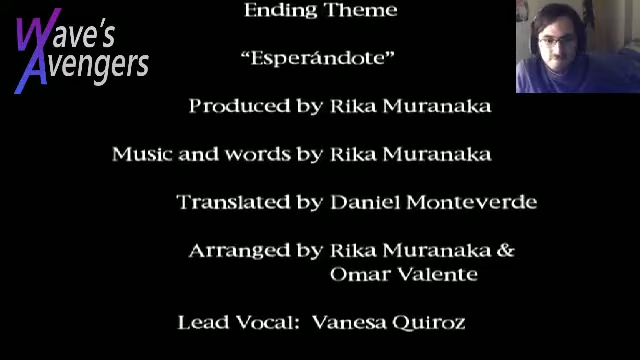 Wave's
Avengers
Ending Theme
“Esperándote”
Produced by Rika Muranaka
Music and words by Rika Muranaka
Translated by Daniel Monteverde
Arranged by Rika Muranaka &
Omar Valente
Lead Vocal: Vanesa Quiroz